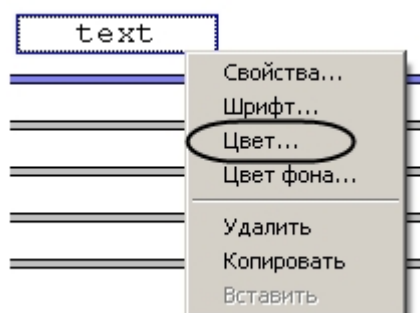 text
Свойства...
Шрифт...
Цвет...
Цвет фона...
Удалить
Копировать
Вставить